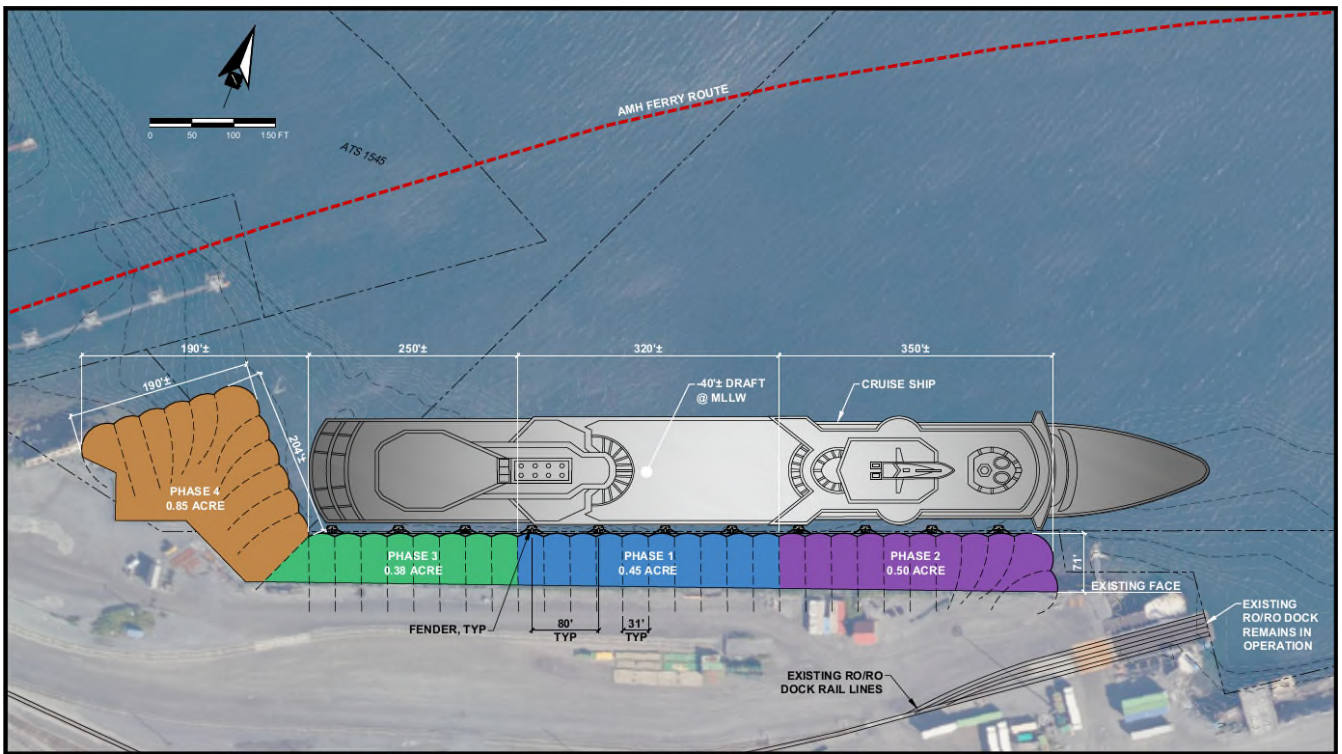 AMH FERRY ROUTE
0 50 100 150 FT
ATS 1545
190'±
250'±
320'±
350'±
190'±
204'±
-40'± DRAFT
@ MLLW
CRUISE SHIP
PHASE 4
0.85 ACRE
PHASE 3
0.38 ACRE
PHASE 1
0.45 ACRE
PHASE 2
0.50 ACRE
71'
EXISTING FACE
FENDER, TYP
80'
TYP
31'
TYP
EXISTING
RO/RO DOCK
REMAINS IN
OPERATION
EXISTING RO/RO
DOCK RAIL LINES